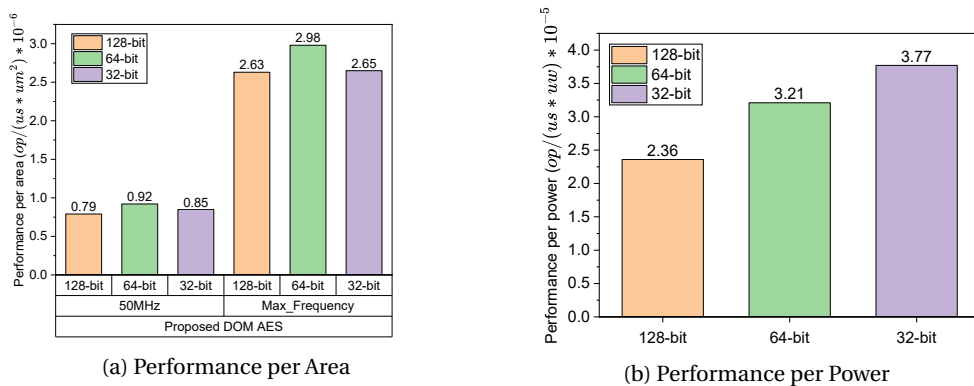 Performance per area (op/(us * um²) * 10⁻⁶
3.0
2.5
2.0
1.5
1.0
0.5
0.0
128-bit
64-bit
32-bit
0.79
0.92
0.85
2.63
2.98
2.65
128-bit 64-bit 32-bit 128-bit 64-bit 32-bit
50MHz Max_Frequency
Proposed DOM AES
(a) Performance per Area
Performance per power (op/(us * uw) * 10⁻⁵
4.0
3.5
3.0
2.5
2.0
1.5
1.0
0.5
0.0
128-bit
64-bit
32-bit
2.36
3.21
3.77
128-bit 64-bit 32-bit
(b) Performance per Power